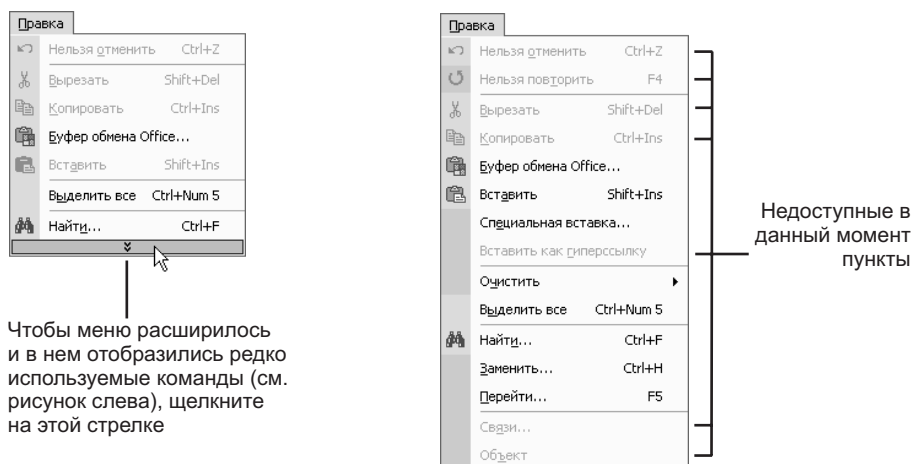 Правка
Нельзя отменить Ctrl+Z
Вырезать Shift+Del
Копировать Ctrl+Ins
Буфер обмена Office...
Вставить Shift+Ins
Выделить все Ctrl+Num 5
Найти... Ctrl+F
Чтобы меню расширилось
и в нем отобразились редко
используемые команды (см.
рисунок слева), щелкните
на этой стрелке
Правка
Нельзя отменить Ctrl+Z
Нельзя повторить F4
Вырезать Shift+Del
Копировать Ctrl+Ins
Буфер обмена Office...
Вставить Shift+Ins
Специальная вставка...
Вставить как гиперссылку
Очистить
Выделить все Ctrl+Num 5
Найти... Ctrl+F
Заменить... Ctrl+H
Перейти... F5
Связи...
Объект
Недоступные в
данный момент
пункты